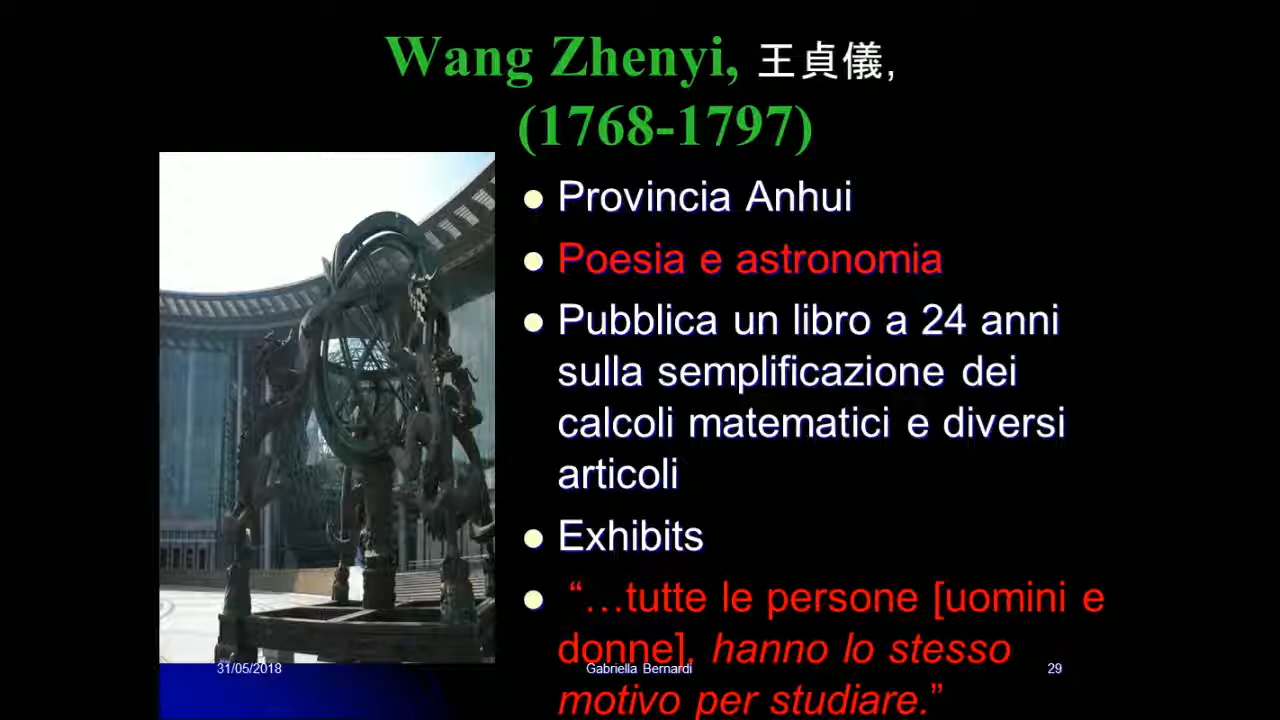 Wang Zhenyi, 王貞儀,
(1768-1797)
Provincia Anhui
Poesia e astronomia
Pubblica un libro a 24 anni
sulla semplificazione dei
calcoli matematici e diversi
articoli
Exhibits
“…tutte le persone [uomini e
donne], hanno lo stesso
motivo per studiare.”
31/05/2018
Gabriella Bernardi
29